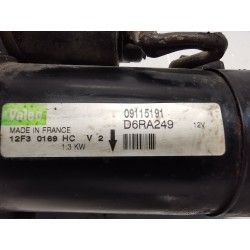 Valeo
09115191
D6RA249
12V
MADE IN FRANCE
12F3 0169 HC V 2
1.3 KW